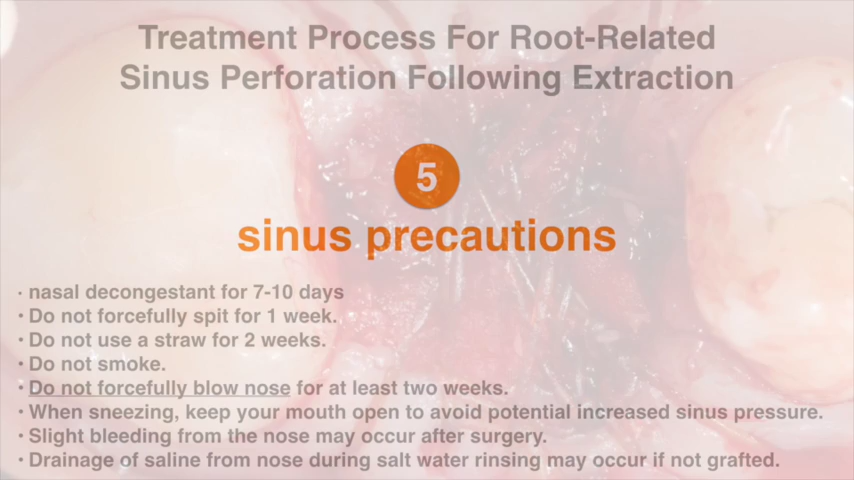 Treatment Process For Root-Related
Sinus Perforation Following Extraction
5
sinus precautions
· nasal decongestant for 7-10 days
• Do not forcefully spit for 1 week.
• Do not use a straw for 2 weeks.
• Do not smoke.
• Do not forcefully blow nose for at least two weeks.
• When sneezing, keep your mouth open to avoid potential increased sinus pressure.
• Slight bleeding from the nose may occur after surgery.
• Drainage of saline from nose during salt water rinsing may occur if not grafted.